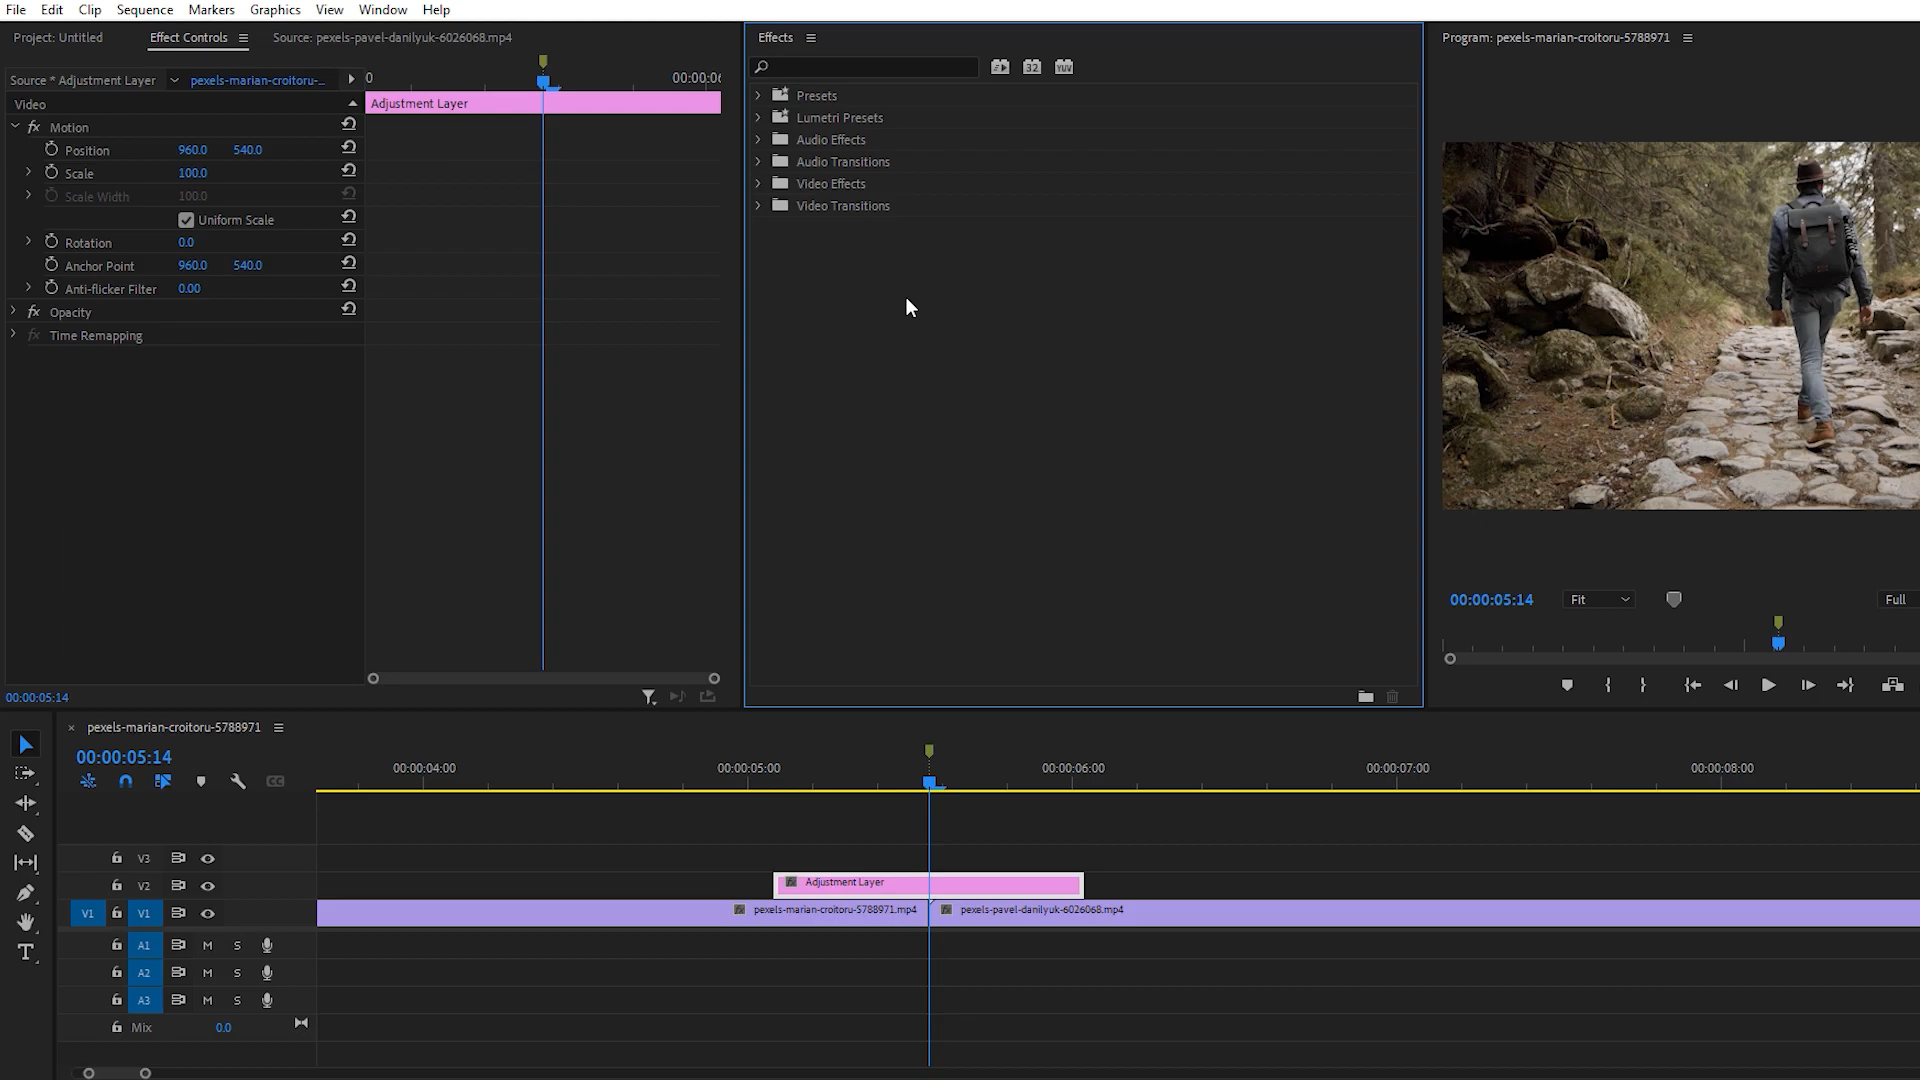 File Edit Clip Sequence Markers Graphics View Window Help
Project: Untitled Effect Controls Source: pexels-pavel-danilyuk-6026068.mp4
Effects
Program: pexels-marian-croitoru-5788971
Source * Adjustment Layer pexels-marian-croitoru-...
0 00:00:06
Video
Adjustment Layer
Motion
Position 960.0 540.0
Scale 100.0
Scale Width 100.0
Uniform Scale
Rotation 0.0
Anchor Point 960.0 540.0
Anti-flicker Filter 0.00
Opacity
Time Remapping
00:00:05:14
32 YUV
Presets
Lumetri Presets
Audio Effects
Audio Transitions
Video Effects
Video Transitions
00:00:05:14 Fit Full
pexels-marian-croitoru-5788971
00:00:05:14
CC
00:00:04:00 00:00:05:00 00:00:06:00 00:00:07:00 00:00:08:00
V3
V2 Adjustment Layer
V1 V1 pexels-marian-croitoru-5788971.mp4 pexels-pavel-danilyuk-6026068.mp4
A1 M S
A2 M S
A3 M S
Mix 0.0